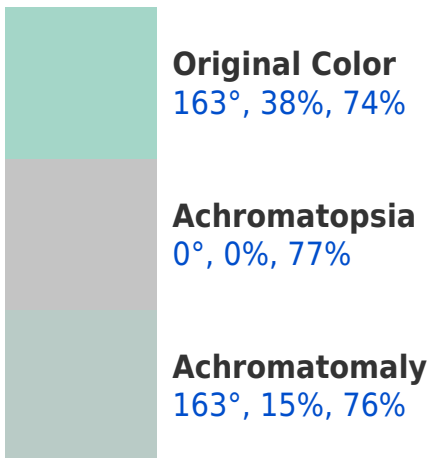 Original Color
163°, 38%, 74%
Achromatopsia
0°, 0%, 77%
Achromatomaly
163°, 15%, 76%